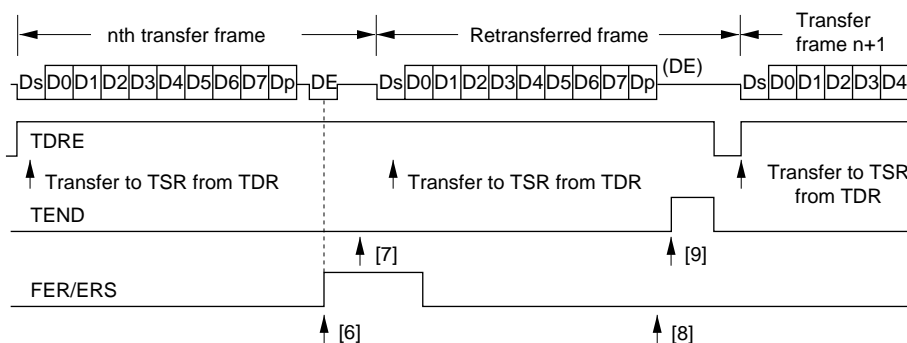 nth transfer frame Retransferred frame Transfer
frame n+1
(DE)
Ds D0 D1 D2 D3 D4 D5 D6 D7 Dp DE Ds D0 D1 D2 D3 D4 D5 D6 D7 Dp Ds D0 D1 D2 D3 D4
TDRE
Transfer to TSR from TDR Transfer to TSR from TDR Transfer to TSR
from TDR
TEND
[7] [9]
FER/ERS
[6] [8]